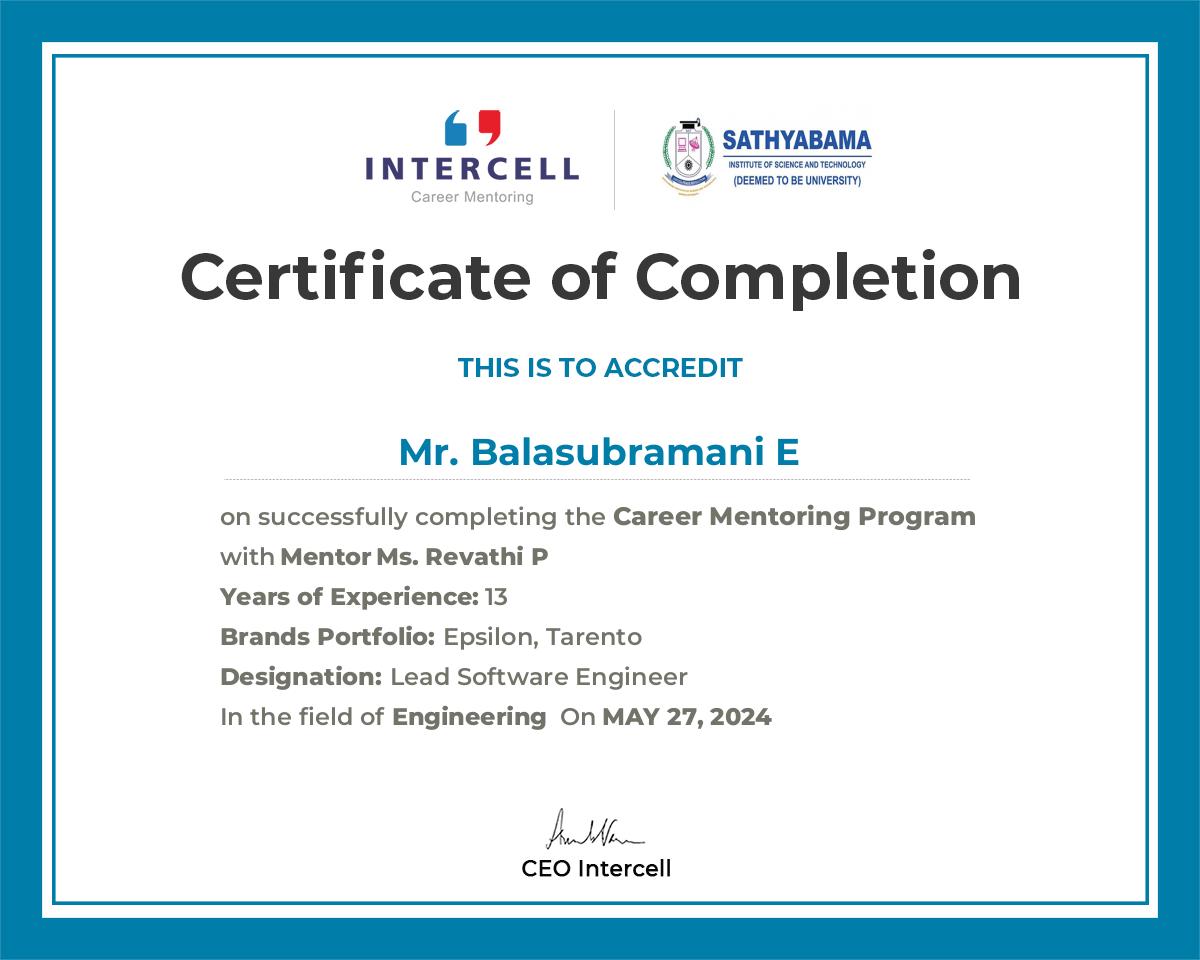 INTERCELL
Career Mentoring
SATHYABAMA
INSTITUTE OF SCIENCE AND TECHNOLOGY
(DEEMED TO BE UNIVERSITY)
Certificate of Completion
THIS IS TO ACCREDIT
Mr. Balasubramani E
on successfully completing the Career Mentoring Program
with Mentor Ms. Revathi P
Years of Experience: 13
Brands Portfolio: Epsilon, Tarento
Designation: Lead Software Engineer
In the field of Engineering On MAY 27, 2024
CEO Intercell